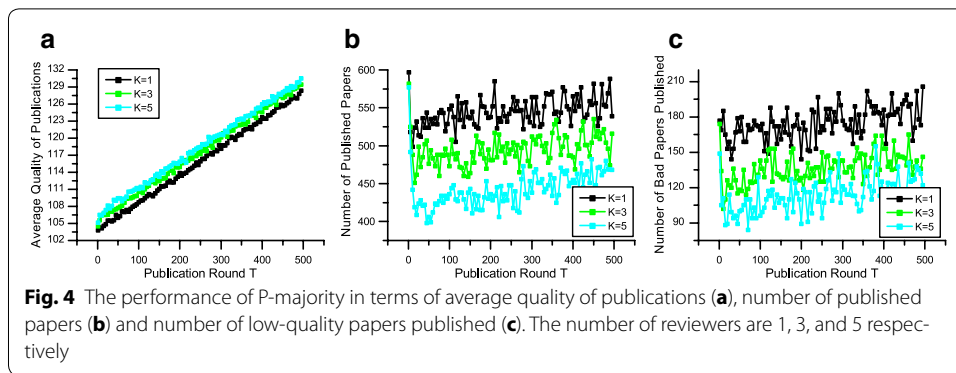 a
b
c
132
129
126
123
120
117
114
111
108
105
102
Average Quality of Publications
K=1
K=3
K=5
0 100 200 300 400 500
Publication Round T
600
550
500
450
400
Number of Published Papers
K=1
K=3
K=5
0 100 200 300 400 500
Publication Round T
210
180
150
120
90
Number of Bad Papers Published
K=1
K=3
K=5
0 100 200 300 400 500
Publication Round T
Fig. 4 The performance of P-majority in terms of average quality of publications (a), number of published
papers (b) and number of low-quality papers published (c). The number of reviewers are 1, 3, and 5 respec-
tively